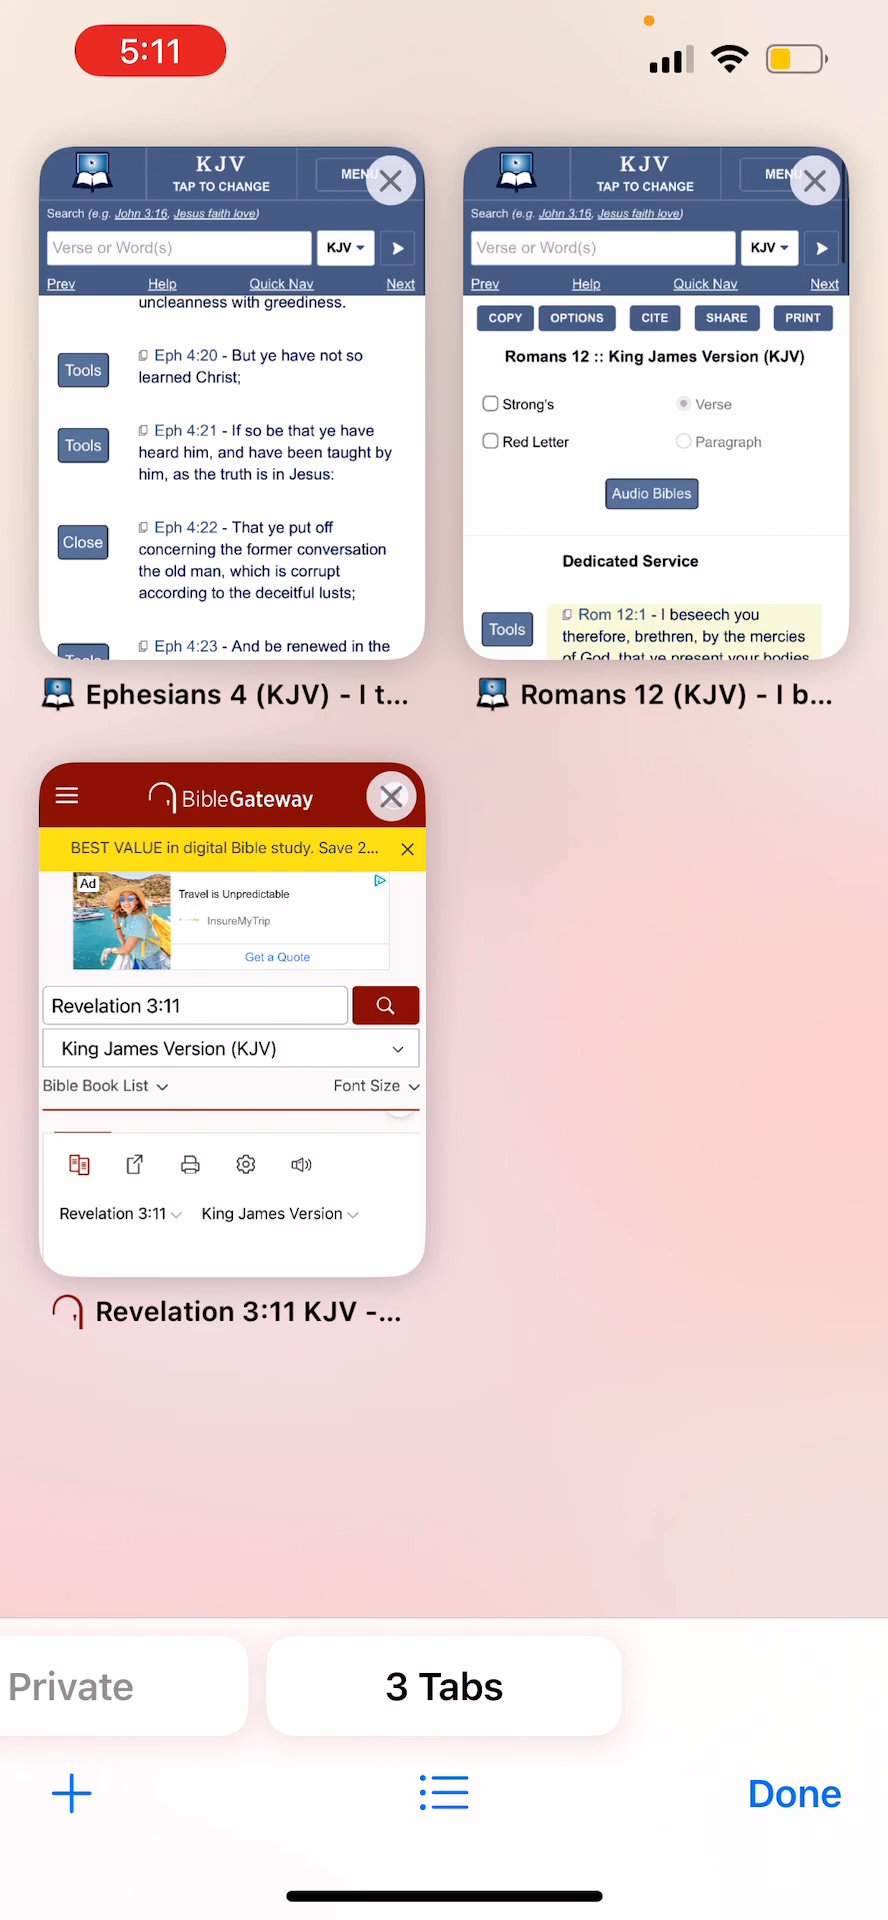 5:11
KJV
TAP TO CHANGE
MENU
Search (e.g. John 3:16, Jesus faith love)
Verse or Word(s)
KJV
Prev Help Quick Nav Next
uncleanness with greediness.
Tools
Eph 4:20 - But ye have not so
learned Christ;
Tools
Eph 4:21 - If so be that ye have
heard him, and have been taught by
him, as the truth is in Jesus:
Close
Eph 4:22 - That ye put off
concerning the former conversation
the old man, which is corrupt
according to the deceitful lusts;
Tools
Eph 4:23 - And be renewed in the
Ephesians 4 (KJV) - I t...
KJV
TAP TO CHANGE
MENU
Search (e.g. John 3:16, Jesus faith love)
Verse or Word(s)
KJV
Prev Help Quick Nav Next
COPY OPTIONS CITE SHARE PRINT
Romans 12 :: King James Version (KJV)
Strong's Verse
Red Letter Paragraph
Audio Bibles
Dedicated Service
Tools
Rom 12:1 - I beseech you
therefore, brethren, by the mercies
of God, that ye present your bodies
Romans 12 (KJV) - I b...
BibleGateway
BEST VALUE in digital Bible study. Save 2...
Ad
Travel is Unpredictable
InsureMyTrip
Get a Quote
Revelation 3:11
King James Version (KJV)
Bible Book List Font Size
Revelation 3:11 King James Version
Revelation 3:11 KJV -...
Private
3 Tabs
Done